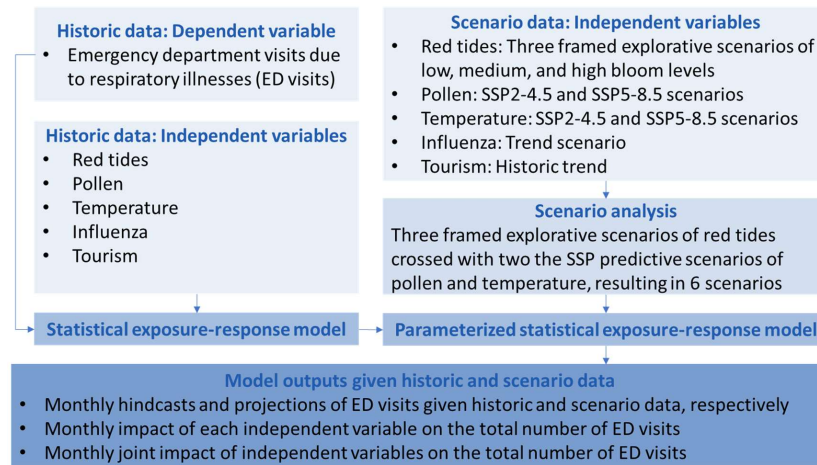 Historic data: Dependent variable
• Emergency department visits due
to respiratory illnesses (ED visits)
Historic data: Independent variables
• Red tides
• Pollen
• Temperature
• Influenza
• Tourism
Statistical exposure-response model
Scenario data: Independent variables
• Red tides: Three framed explorative scenarios of
low, medium, and high bloom levels
• Pollen: SSP2-4.5 and SSP5-8.5 scenarios
• Temperature: SSP2-4.5 and SSP5-8.5 scenarios
• Influenza: Trend scenario
• Tourism: Historic trend
Scenario analysis
Three framed explorative scenarios of red tides
crossed with two the SSP predictive scenarios of
pollen and temperature, resulting in 6 scenarios
Parameterized statistical exposure-response model
Model outputs given historic and scenario data
• Monthly hindcasts and projections of ED visits given historic and scenario data, respectively
• Monthly impact of each independent variable on the total number of ED visits
• Monthly joint impact of independent variables on the total number of ED visits